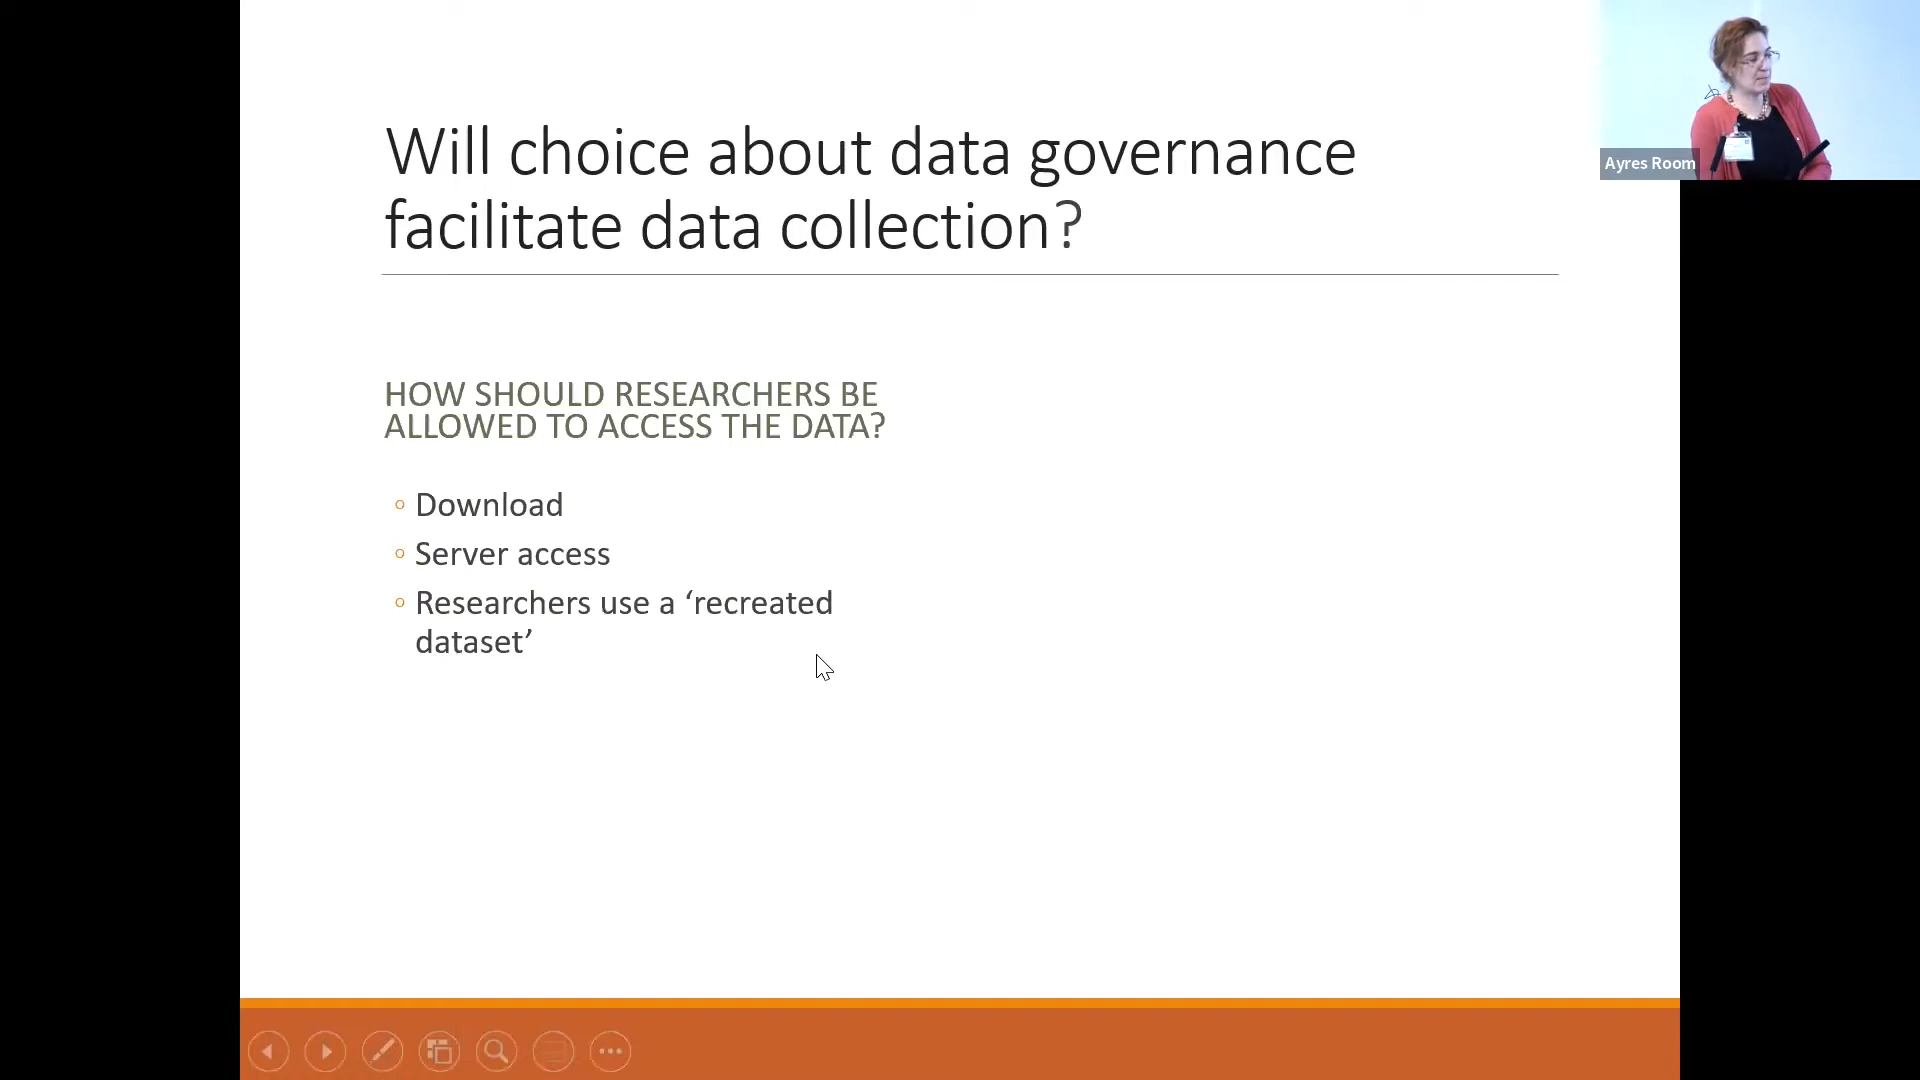 Will choice about data governance
facilitate data collection?
HOW SHOULD RESEARCHERS BE
ALLOWED TO ACCESS THE DATA?
Download
Server access
Researchers use a ‘recreated
dataset’
Ayres Room